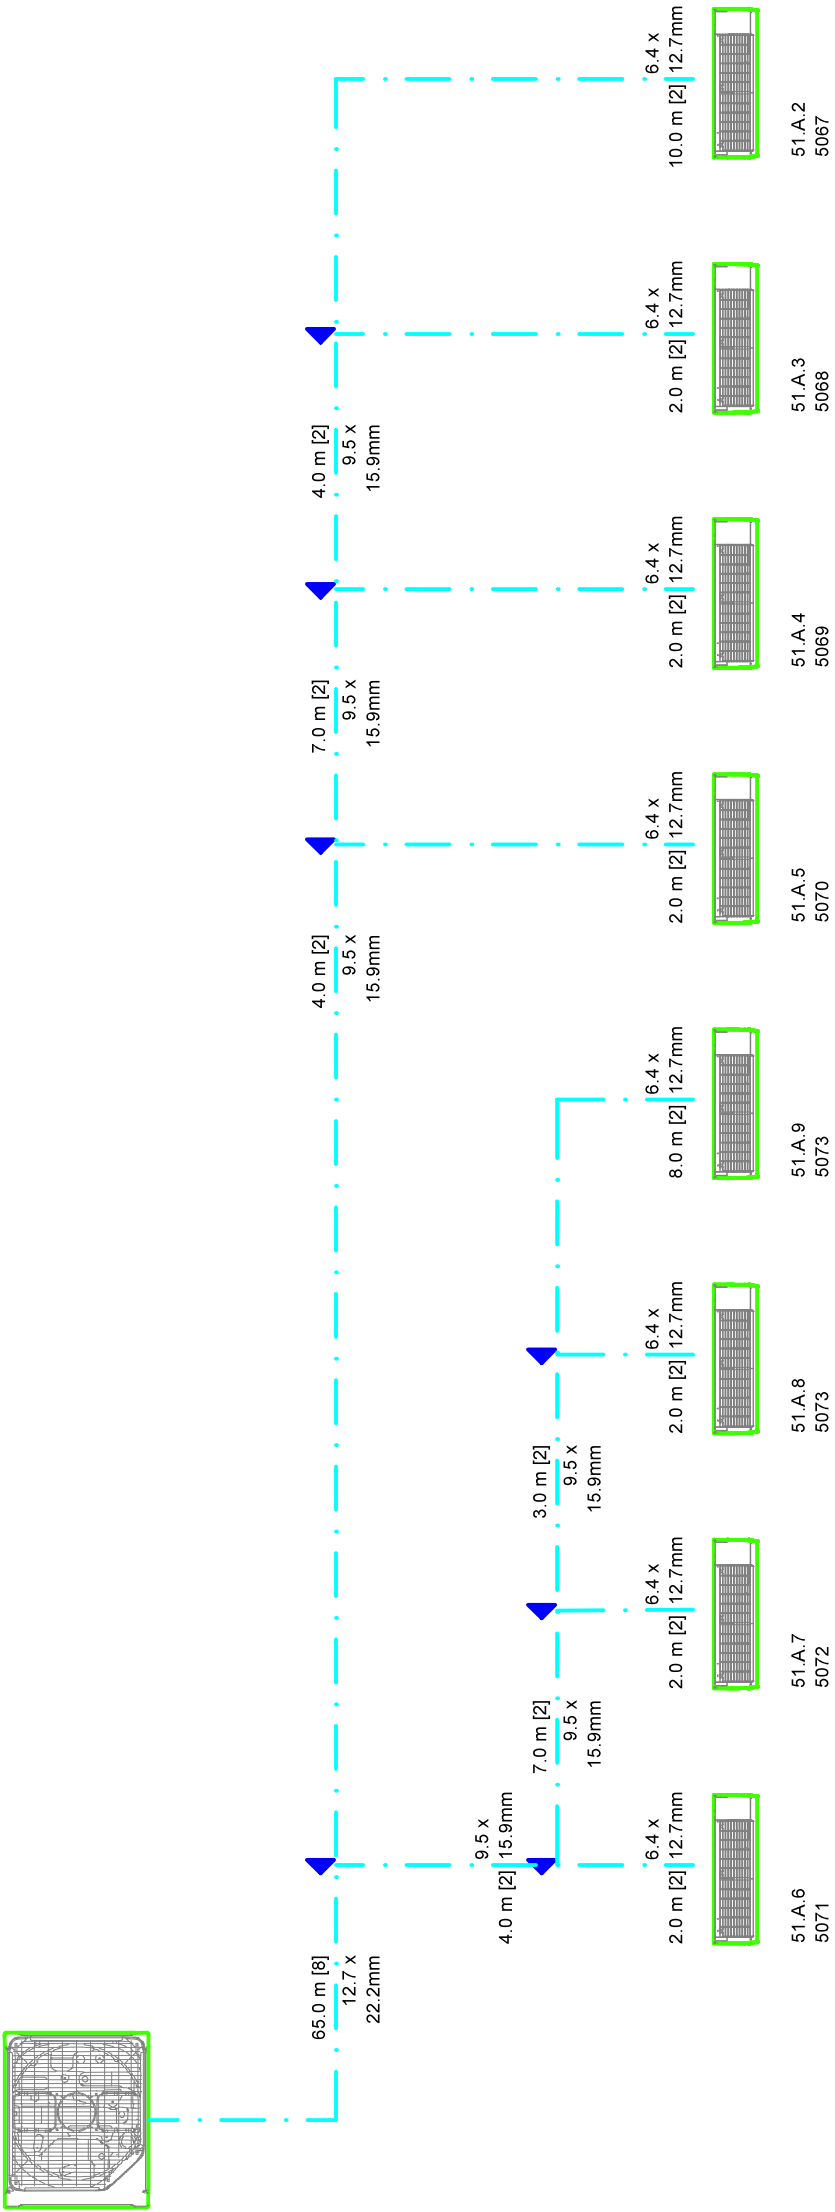 6.4 x
12.7mm
10.0 m [2]
51.A.2
5067
6.4 x
12.7mm
2.0 m [2]
51.A.3
5068
4.0 m [2]
9.5 x
15.9mm
6.4 x
12.7mm
2.0 m [2]
51.A.4
5069
7.0 m [2]
9.5 x
15.9mm
6.4 x
12.7mm
2.0 m [2]
51.A.5
5070
4.0 m [2]
9.5 x
15.9mm
6.4 x
12.7mm
8.0 m [2]
51.A.9
5073
6.4 x
12.7mm
2.0 m [2]
51.A.8
5073
3.0 m [2]
9.5 x
15.9mm
6.4 x
12.7mm
2.0 m [2]
51.A.7
5072
7.0 m [2]
9.5 x
15.9mm
9.5 x
15.9mm
4.0 m [2]
6.4 x
12.7mm
2.0 m [2]
51.A.6
5071
65.0 m [8]
12.7 x
22.2mm